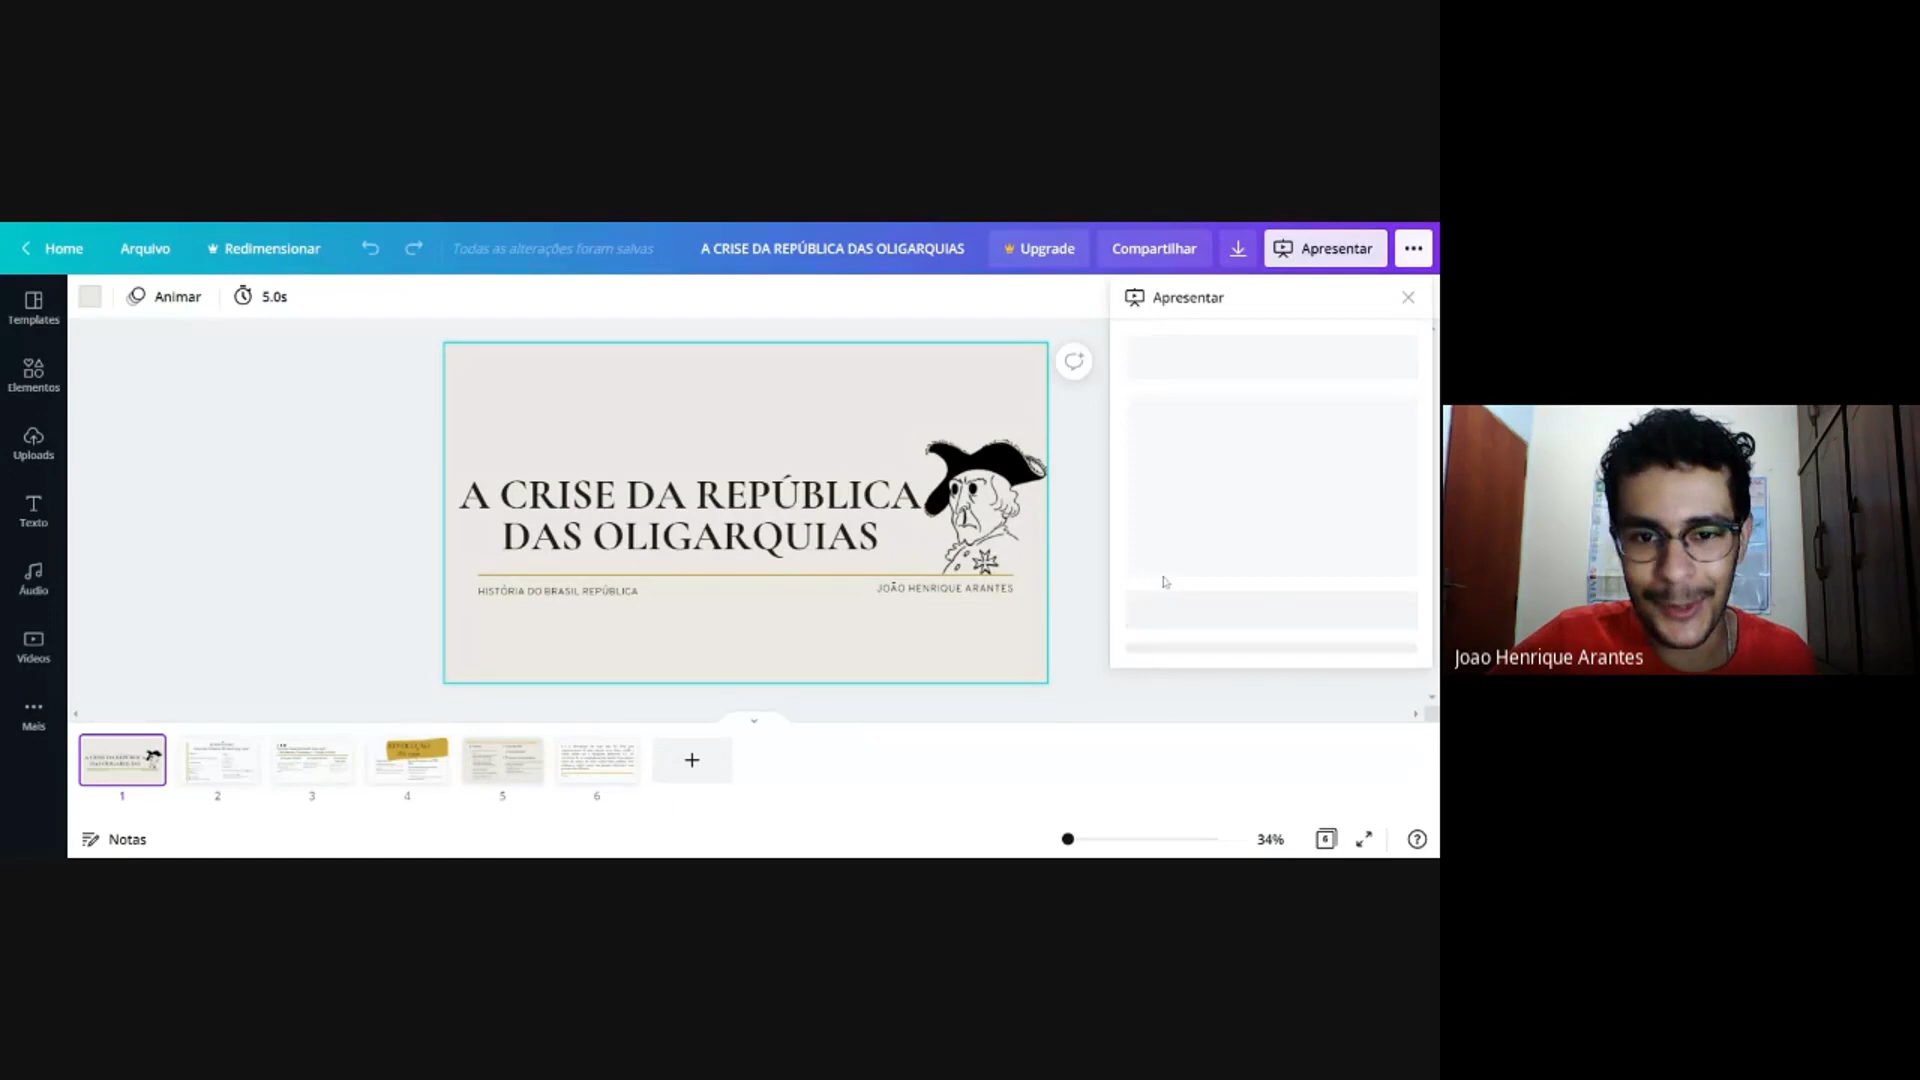 Home Arquivo Redimensionar Todas as alterações foram salvas A CRISE DA REPÚBLICA DAS OLIGARQUIAS Upgrade Compartilhar Apresentar
Animar 5.0s
Apresentar
Templates
Elementos
Uploads
Texto
Áudio
Vídeos
Mais
A CRISE DA REPÚBLICA
DAS OLIGARQUIAS
HISTÓRIA DO BRASIL REPÚBLICA
JOÃO HENRIQUE ARANTES
Joao Henrique Arantes
1 2 3 4 5 6
Notas
34%
6